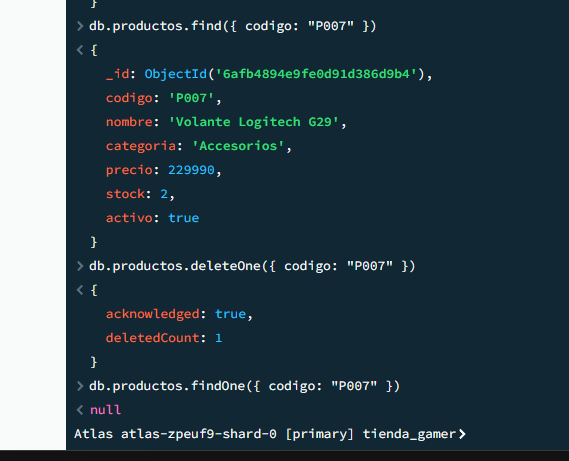 }
> db.productos.find({ codigo: "P007" })
< {
_id: ObjectId('6afb4894e9fe0d91d386d9b4'),
codigo: 'P007',
nombre: 'Volante Logitech G29',
categoria: 'Accesorios',
precio: 229990,
stock: 2,
activo: true
}
> db.productos.deleteOne({ codigo: "P007" })
< {
acknowledged: true,
deletedCount: 1
}
> db.productos.findOne({ codigo: "P007" })
< null
Atlas atlas-zpeuf9-shard-0 [primary] tienda_gamer>